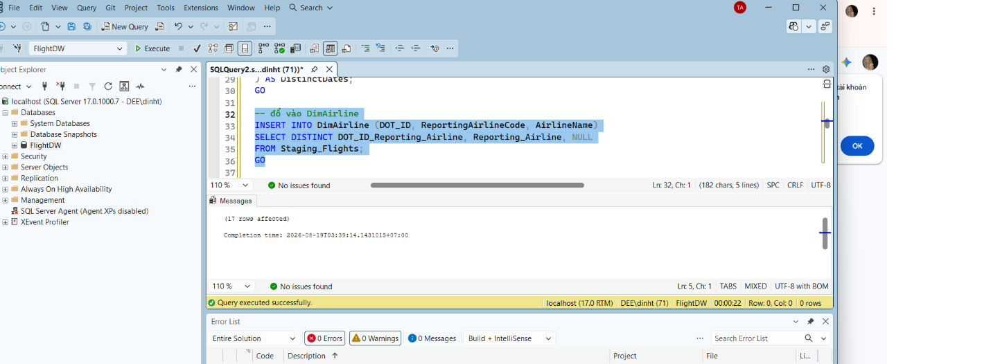 File Edit View Query Git Project Tools Extensions Window Help Search
TA
New Query
FlightDW Execute
Object Explorer
SQLQuery2.s...dinht (71))*
onnect
localhost (SQL Server 17.0.1000.7 - DEE\dinht)
Databases
System Databases
Database Snapshots
FlightDW
Security
Server Objects
Replication
Always On High Availability
Management
SQL Server Agent (Agent XPs disabled)
XEvent Profiler
29 ) AS DistinctDates;
30 GO
31
32 -- đổ vào DimAirline
33 INSERT INTO DimAirline (DOT_ID, ReportingAirlineCode, AirlineName)
34 SELECT DISTINCT DOT_ID_Reporting_Airline, Reporting_Airline, NULL
35 FROM Staging_Flights;
36 GO
37
110 % No issues found Ln: 32, Ch: 1 (182 chars, 5 lines) SPC CRLF UTF-8
Messages
(17 rows affected)
Completion time: 2026-08-19T03:39:14.1431015+07:00
110 % No issues found Ln: 5, Ch: 1 TABS MIXED UTF-8 with BOM
Query executed successfully. localhost (17.0 RTM) DEE\dinht (71) FlightDW 00:00:22 Row: 0, Col: 0 0 rows
Error List
Entire Solution 0 Errors 0 Warnings 0 Messages Build + IntelliSense Search Error List
Code Description Project File Li...
tài khoản
OK